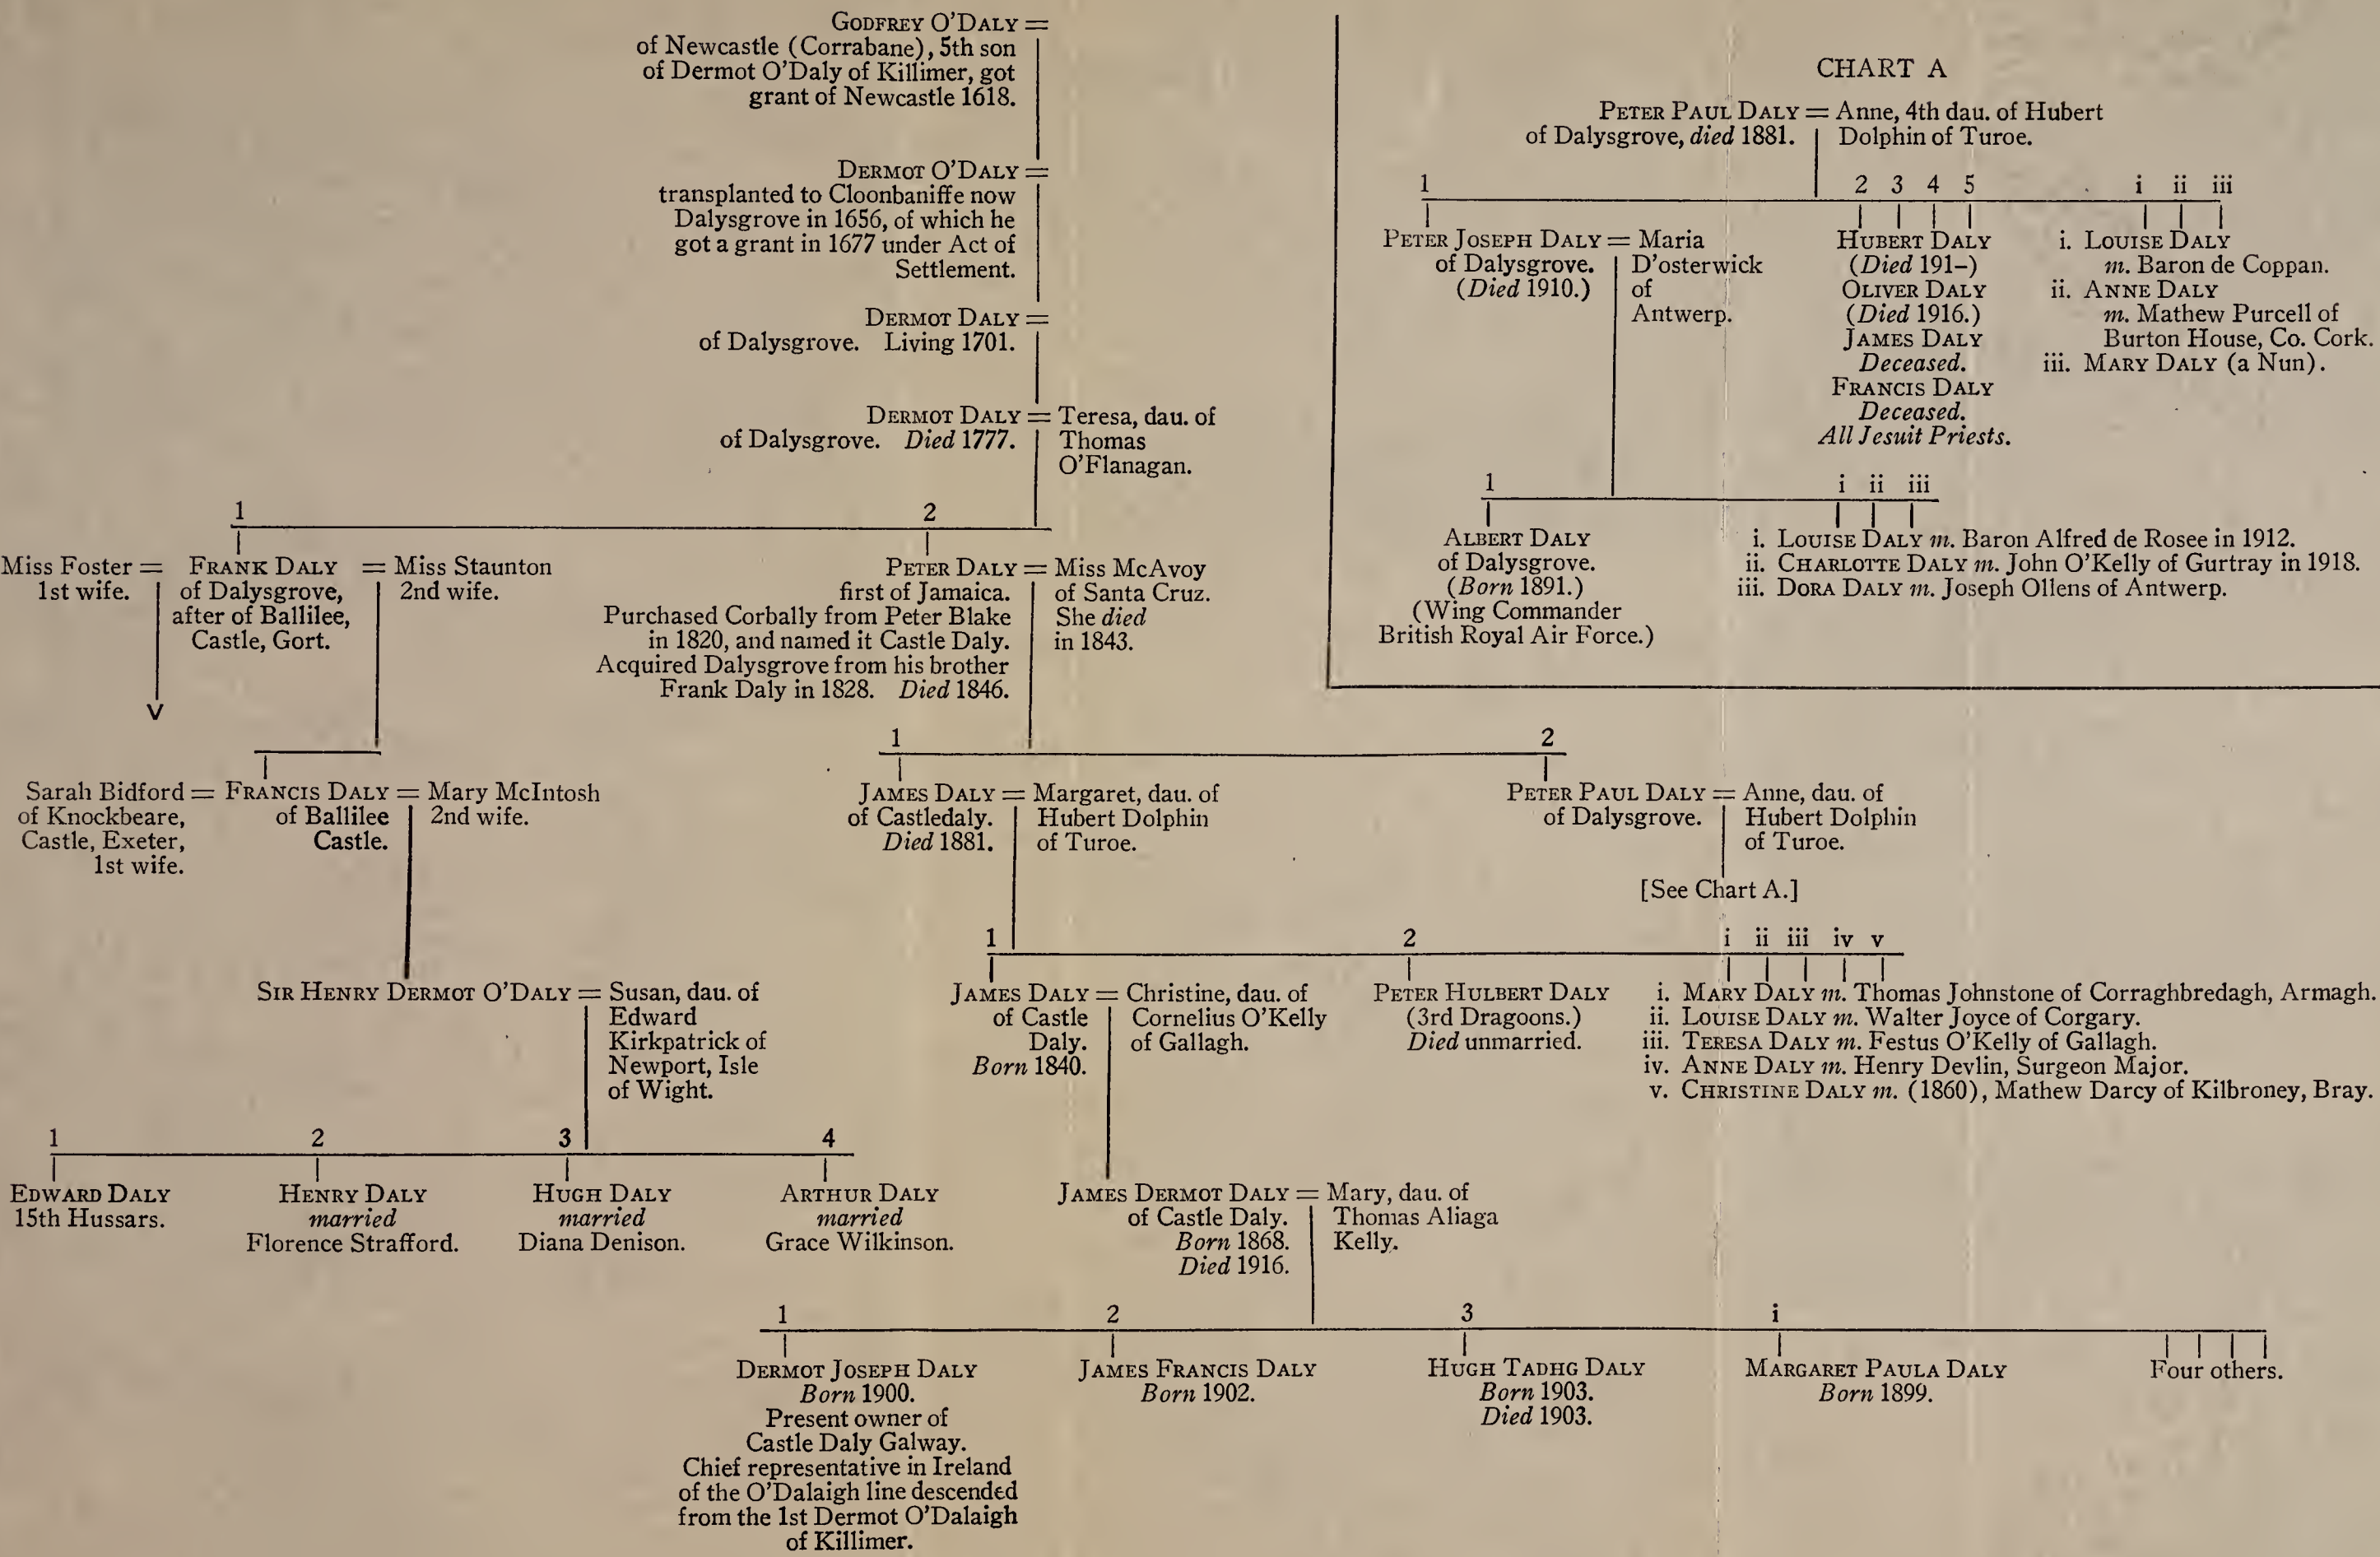 GODFREY O'DALY =
of Newcastle (Corrabane), 5th son
of Dermot O'Daly of Killimer, got
grant of Newcastle 1618.
DERMOT O'DALY =
transplanted to Cloonbaniffe now
Dalysgrove in 1656, of which he
got a grant in 1677 under Act of
Settlement.
DERMOT DALY =
of Dalysgrove. Living 1701.
DERMOT DALY = Teresa, dau. of
of Dalysgrove. Died 1777. Thomas
O'Flanagan.
CHART A
PETER PAUL DALY = Anne, 4th dau. of Hubert
of Dalysgrove, died 1881. Dolphin of Turoe.
1 2 3 4 5 i ii iii
PETER JOSEPH DALY = Maria
of Dalysgrove. D'osterwick
(Died 1910.) of
Antwerp.
HUBERT DALY
(Died 191–)
OLIVER DALY
(Died 1916.)
JAMES DALY
Deceased.
FRANCIS DALY
Deceased.
All Jesuit Priests.
i. LOUISE DALY
m. Baron de Coppan.
ii. ANNE DALY
m. Mathew Purcell of
Burton House, Co. Cork.
iii. MARY DALY (a Nun).
1 i ii iii
ALBERT DALY
of Dalysgrove.
(Born 1891.)
(Wing Commander
British Royal Air Force.)
i. LOUISE DALY m. Baron Alfred de Rosee in 1912.
ii. CHARLOTTE DALY m. John O'Kelly of Gurtray in 1918.
iii. DORA DALY m. Joseph Ollens of Antwerp.
1 2
Miss Foster = FRANK DALY = Miss Staunton
1st wife. of Dalysgrove, 2nd wife.
after of Ballilee,
Castle, Gort.
V
PETER DALY = Miss McAvoy
first of Jamaica. of Santa Cruz.
Purchased Corbally from Peter Blake She died
in 1820, and named it Castle Daly. in 1843.
Acquired Dalysgrove from his brother
Frank Daly in 1828. Died 1846.
1 2
Sarah Bidford = FRANCIS DALY = Mary McIntosh
of Knockbeare, of Ballilee 2nd wife.
Castle, Exeter, Castle.
1st wife.
JAMES DALY = Margaret, dau. of
of Castledaly. Hubert Dolphin
Died 1881. of Turoe.
PETER PAUL DALY = Anne, dau. of
of Dalysgrove. Hubert Dolphin
of Turoe.
[See Chart A.]
1 2 i ii iii iv v
SIR HENRY DERMOT O'DALY = Susan, dau. of
Edward
Kirkpatrick of
Newport, Isle
of Wight.
JAMES DALY = Christine, dau. of
of Castle Cornelius O'Kelly
Daly. of Gallagh.
Born 1840.
PETER HULBERT DALY
(3rd Dragoons.)
Died unmarried.
i. MARY DALY m. Thomas Johnstone of Corraghbredagh, Armagh.
ii. LOUISE DALY m. Walter Joyce of Corgary.
iii. TERESA DALY m. Festus O'Kelly of Gallagh.
iv. ANNE DALY m. Henry Devlin, Surgeon Major.
v. CHRISTINE DALY m. (1860), Mathew Darcy of Kilbroney, Bray.
1 2 3 4
EDWARD DALY
15th Hussars.
HENRY DALY
married
Florence Strafford.
HUGH DALY
married
Diana Denison.
ARTHUR DALY
married
Grace Wilkinson.
JAMES DERMOT DALY = Mary, dau. of
of Castle Daly. Thomas Aliaga
Born 1868. Kelly.
Died 1916.
1 2 3 i
DERMOT JOSEPH DALY
Born 1900.
Present owner of
Castle Daly Galway.
Chief representative in Ireland
of the O'Dalaigh line descended
from the 1st Dermot O'Dalaigh
of Killimer.
JAMES FRANCIS DALY
Born 1902.
HUGH TADHG DALY
Born 1903.
Died 1903.
MARGARET PAULA DALY
Born 1899.
Four others.